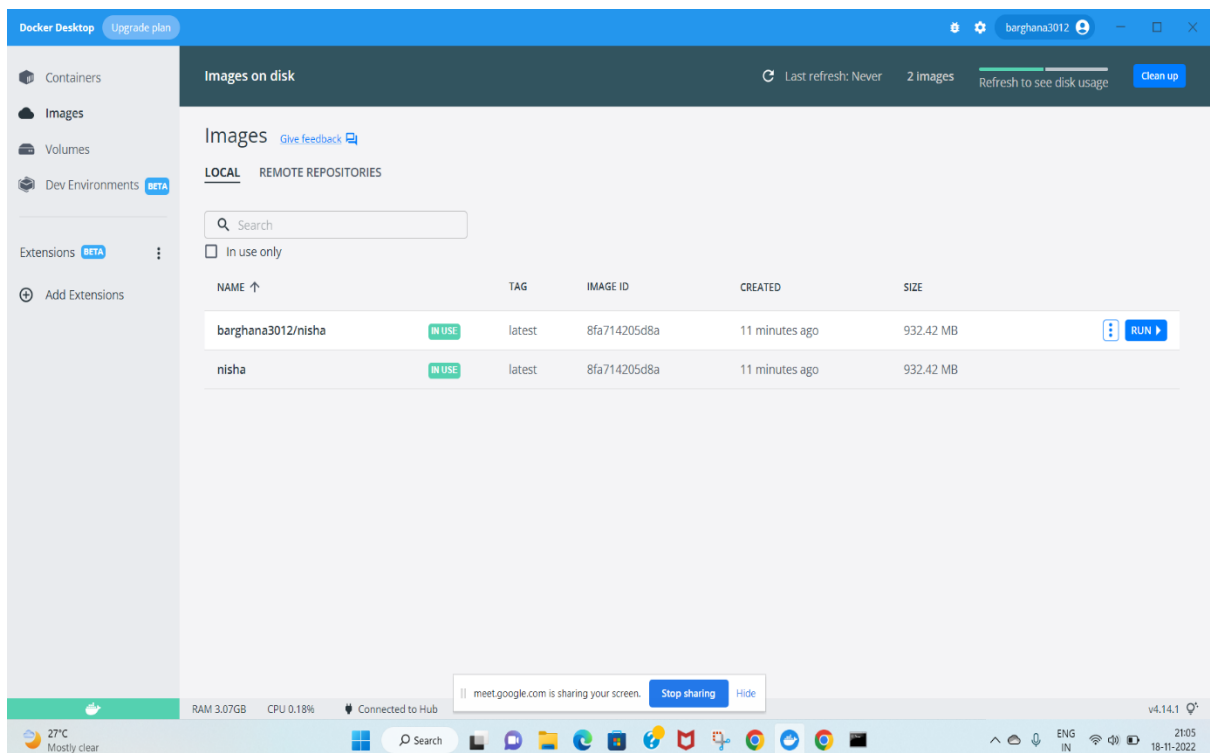 Docker Desktop Upgrade plan barghana3012
Containers
Images
Volumes
Dev Environments BETA
Extensions BETA
Add Extensions
Images on disk Last refresh: Never 2 images Refresh to see disk usage Clean up
Images Give feedback
LOCAL REMOTE REPOSITORIES
Search
In use only
NAME TAG IMAGE ID CREATED SIZE
barghana3012/nisha IN USE latest 8fa714205d8a 11 minutes ago 932.42 MB RUN
nisha IN USE latest 8fa714205d8a 11 minutes ago 932.42 MB
meet.google.com is sharing your screen. Stop sharing Hide
RAM 3.07GB CPU 0.18% Connected to Hub v4.14.1
27°C
Mostly clear
Search
ENG
IN
21:05
18-11-2022